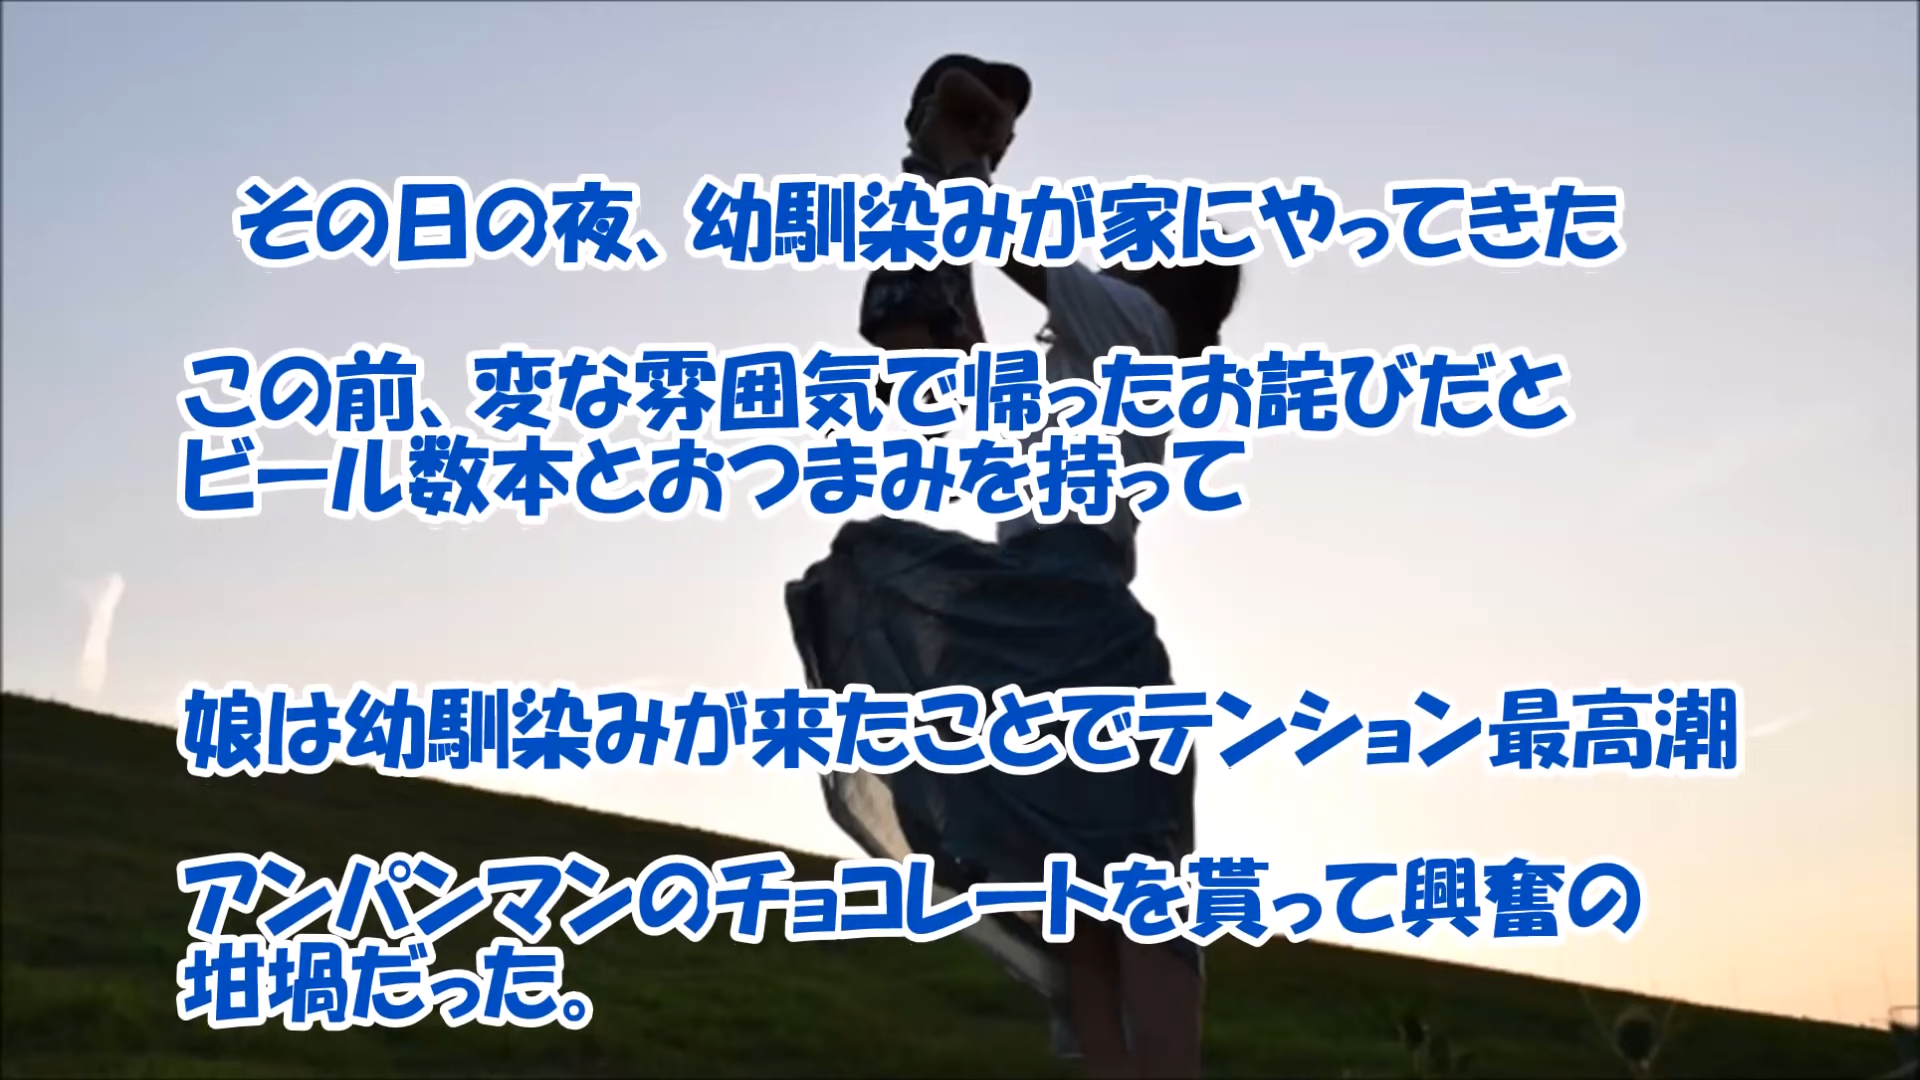 その日の夜、幼馴染みが家にやってきた
この前、変な雰囲気で帰ったお詫びだと
ビール数本とおつまみを持って
娘は幼馴染みが来たことでテンション最高潮
アンパンマンのチョコレートを貰って興奮の
坩堝だった。